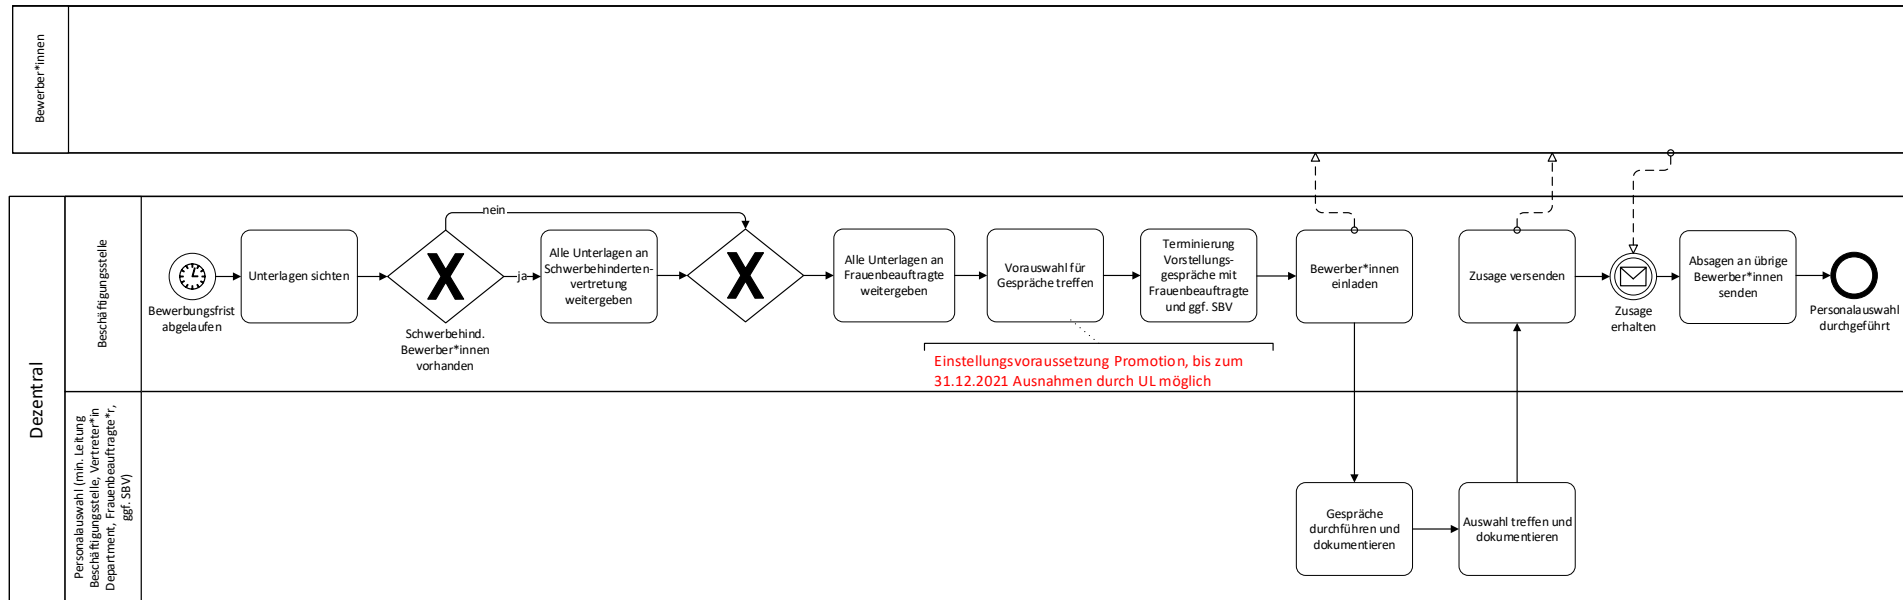 Bewerber*innen
Dezentral
Beschäftigungsstelle
Bewerbungsfrist
abgelaufen
Unterlagen sichten
Schwerbehind.
Bewerber*innen
vorhanden
nein
ja
Alle Unterlagen an
Schwerbehinderten-
vertretung
weitergeben
Alle Unterlagen an
Frauenbeauftragte
weitergeben
Vorauswahl für
Gespräche treffen
Einstellungsvoraussetzung Promotion, bis zum
31.12.2021 Ausnahmen durch UL möglich
Terminierung
Vorstellungs-
gespräche mit
Frauenbeauftragte
und ggf. SBV
Bewerber*innen
einladen
Zusage versenden
Zusage
erhalten
Absagen an übrige
Bewerber*innen
senden
Personalauswahl
durchgeführt
Personalauswahl (min. Leitung
Beschäftigungsstelle, Vertreter*in
Department, Frauenbeauftragte*r,
ggf. SBV)
Gespräche
durchführen und
dokumentieren
Auswahl treffen und
dokumentieren